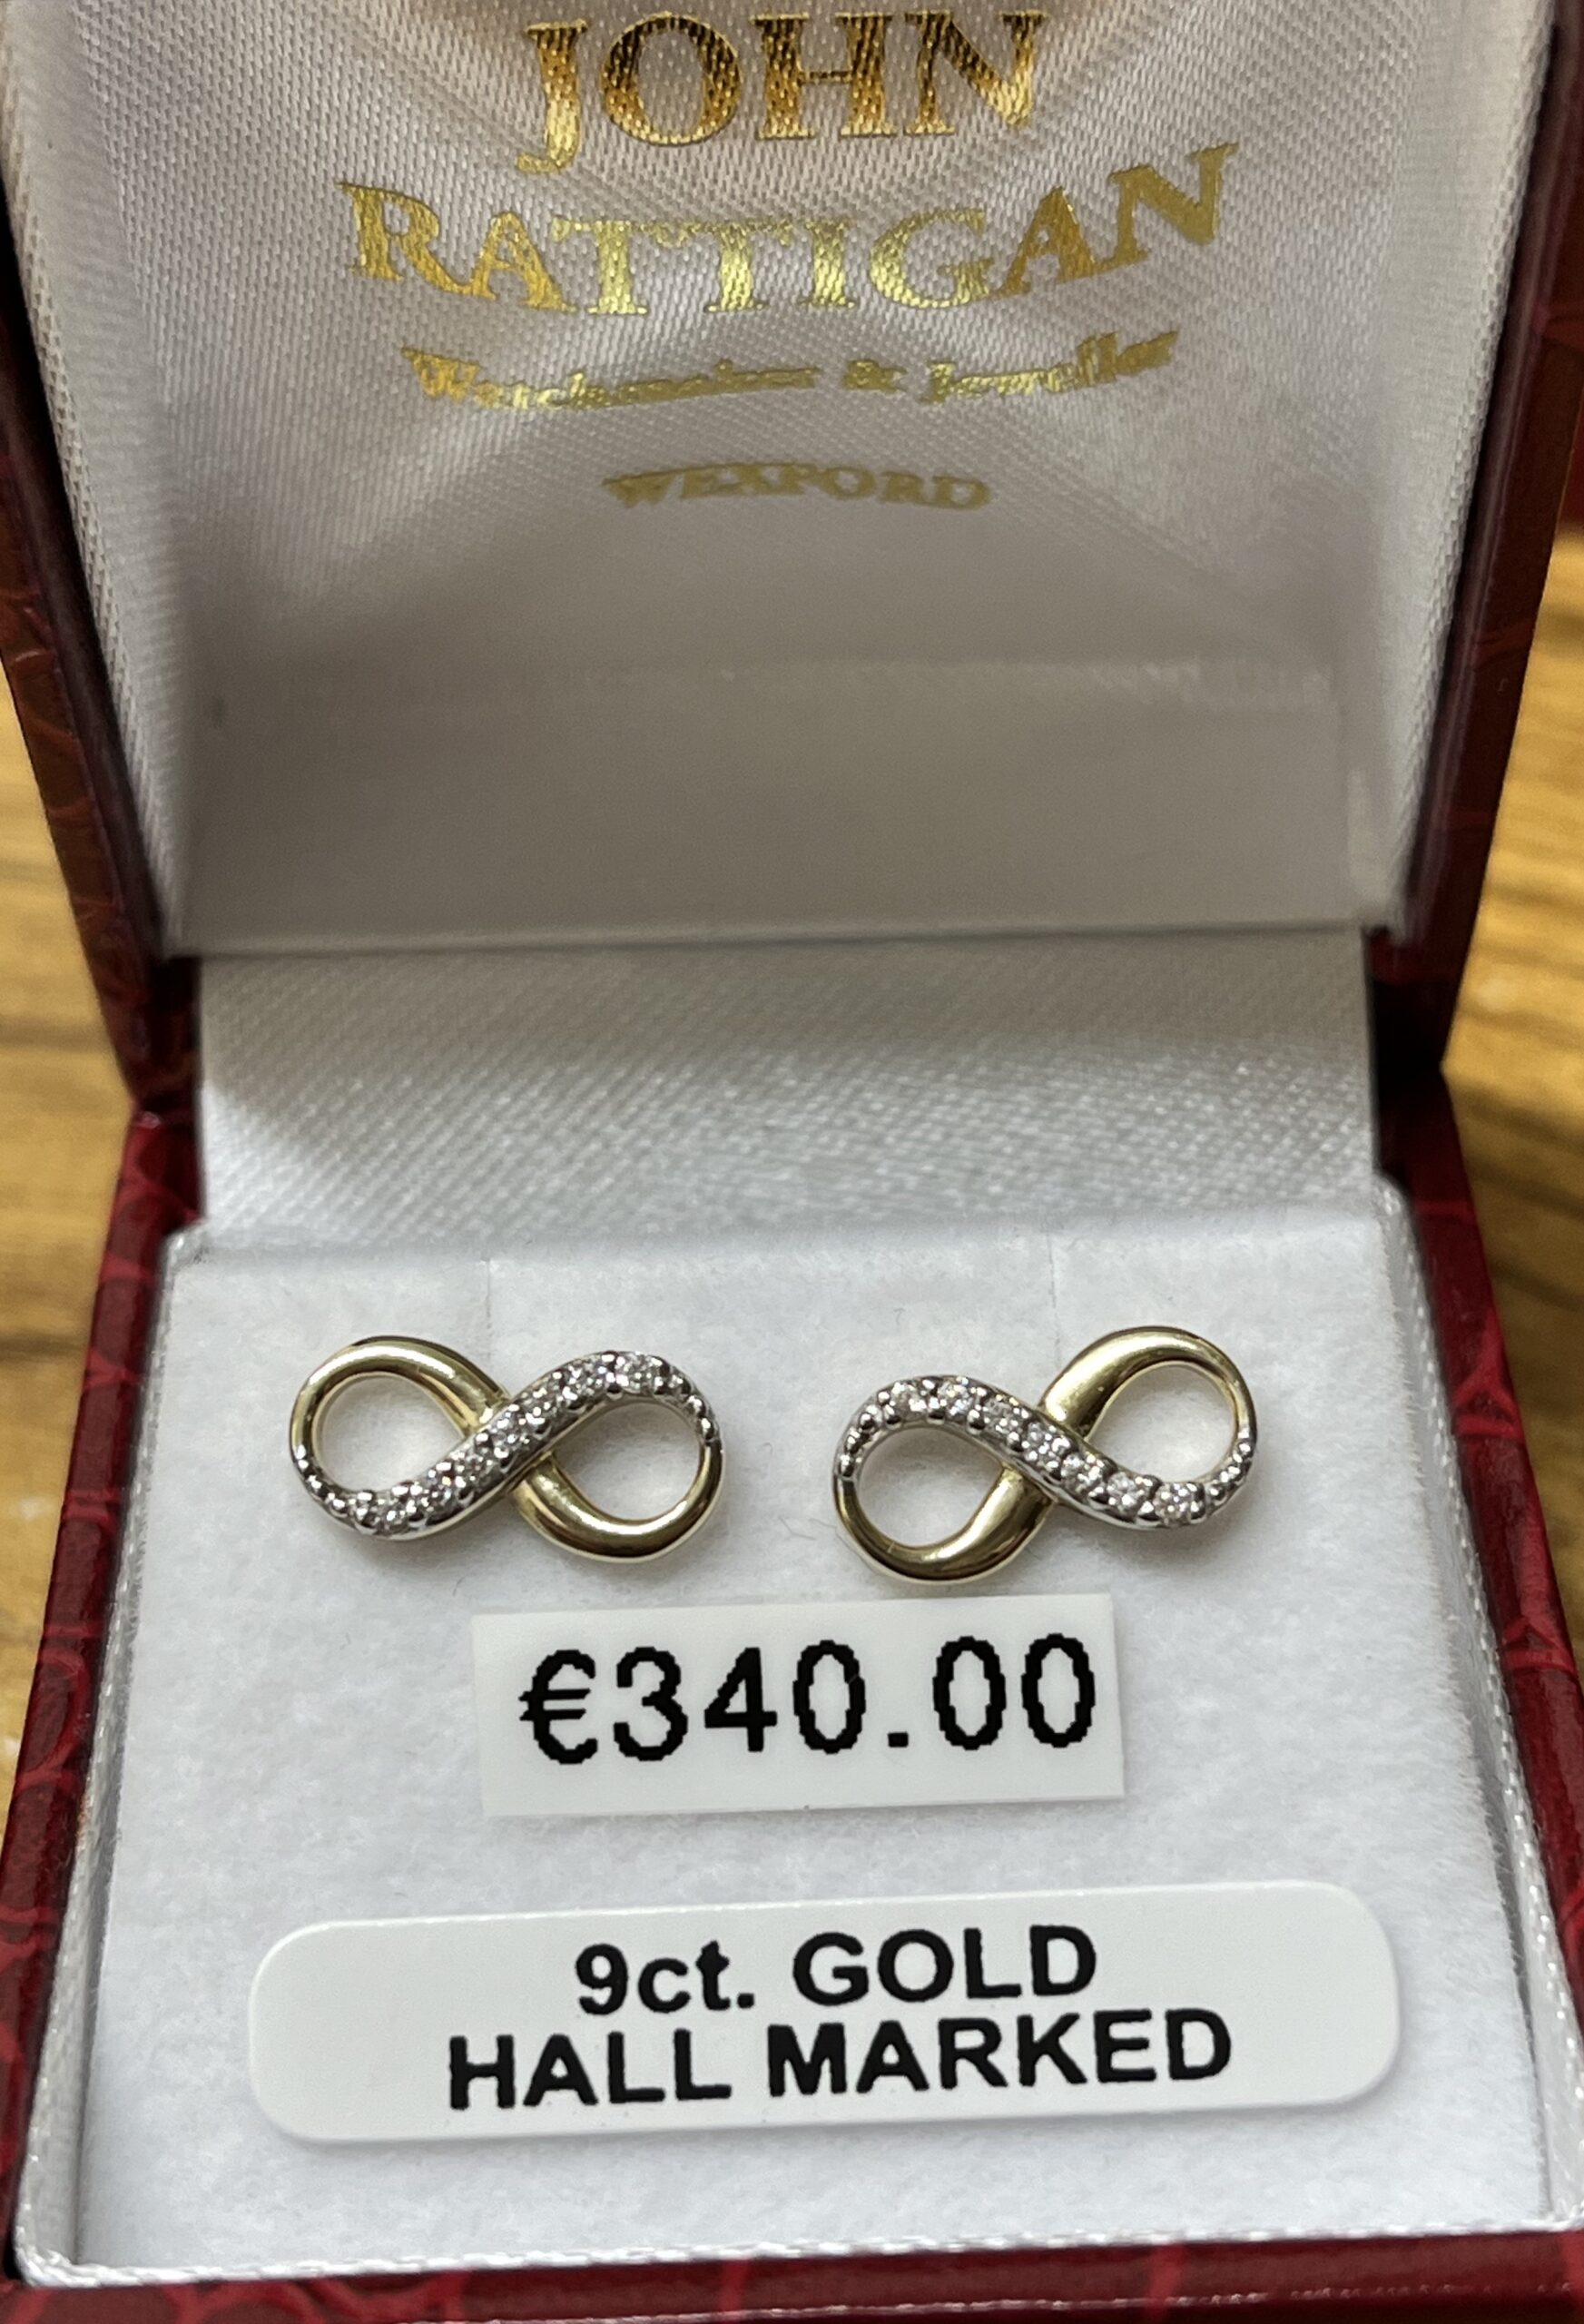 JOHN
RATTIGAN
Watchmaker & Jeweller
WEXFORD
€340.00
9ct. GOLD
HALL MARKED